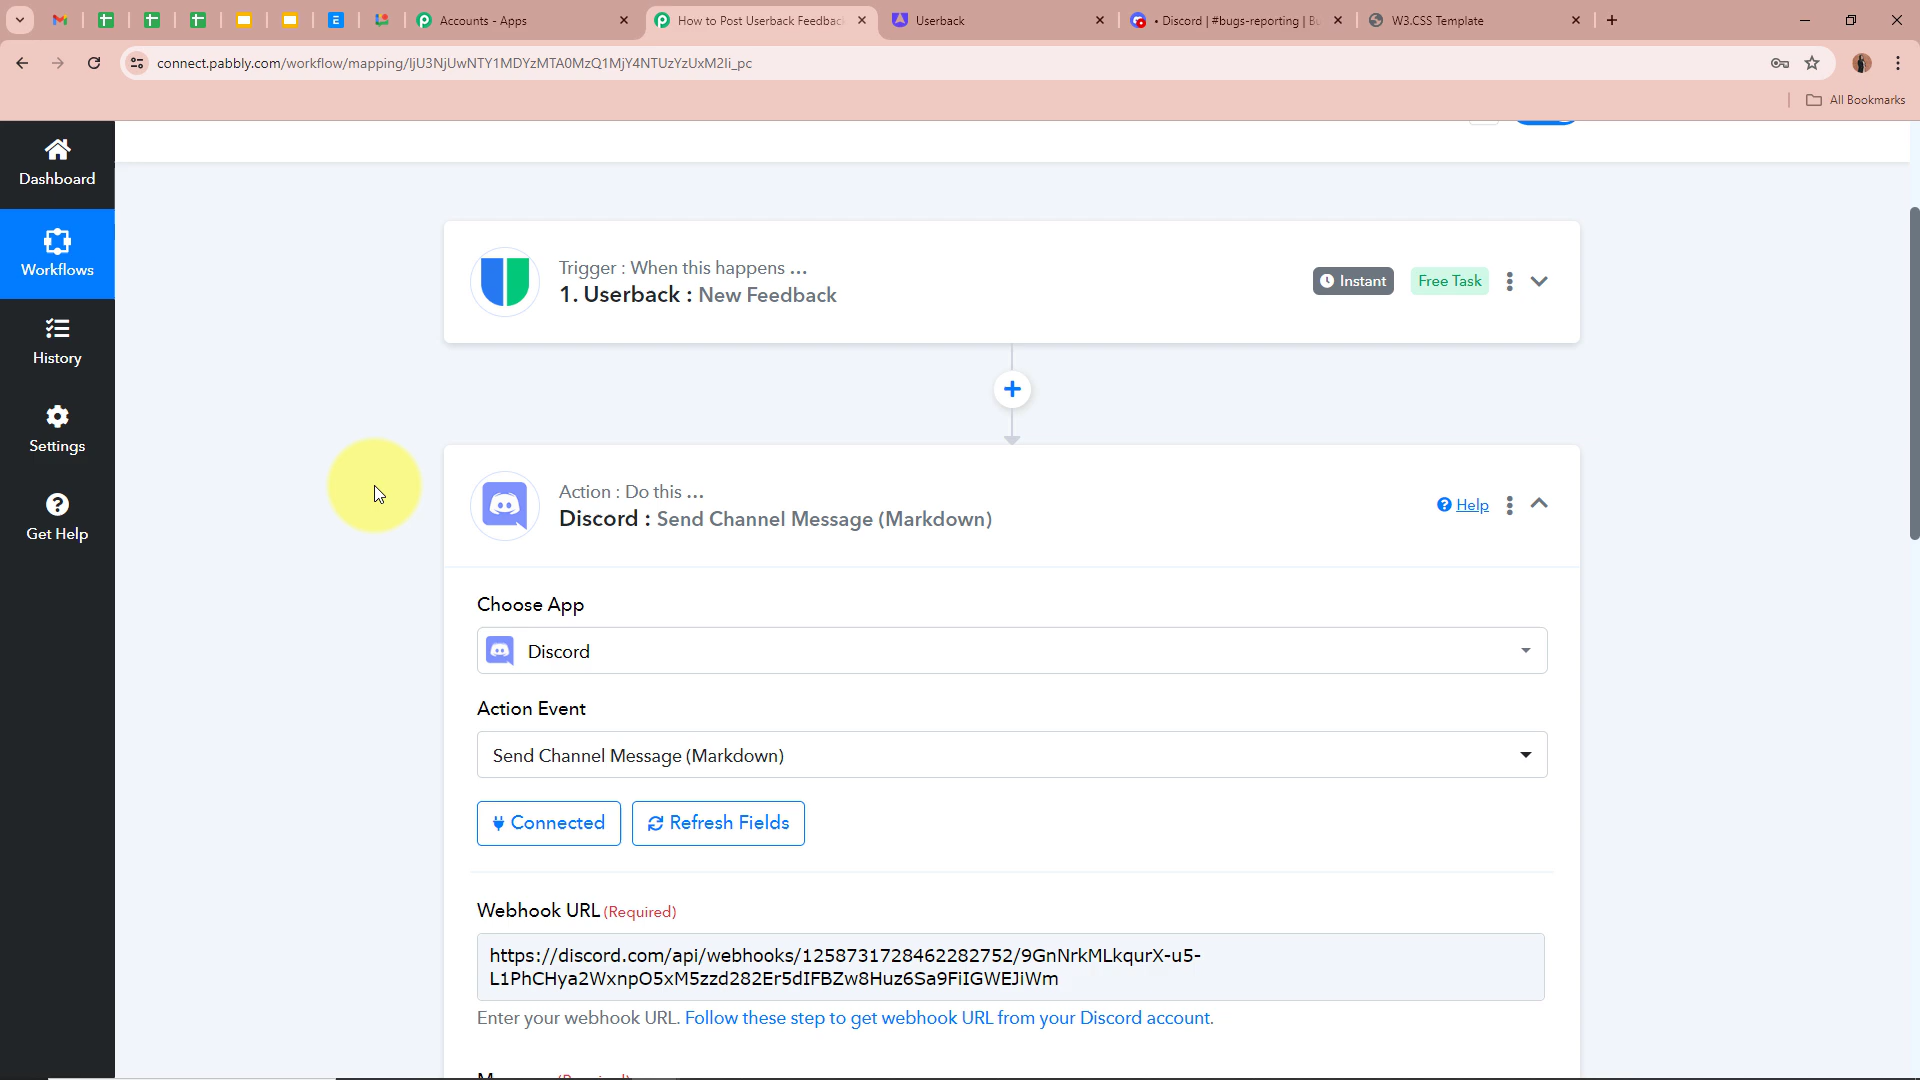 Accounts - Apps
How to Post Userback Feedback
Userback
• Discord | #bugs-reporting | Bu
W3.CSS Template
connect.pabbly.com/workflow/mapping/IjU3NjUwNTY1MDYzMTA0MzQ1MjY4NTUzYzUxM2Ii_pc
All Bookmarks
Dashboard
Workflows
History
Settings
Get Help
Trigger : When this happens ...
1. Userback : New Feedback
Instant
Free Task
Action : Do this ...
Discord : Send Channel Message (Markdown)
Help
Choose App
Discord
Action Event
Send Channel Message (Markdown)
Connected
Refresh Fields
Webhook URL (Required)
https://discord.com/api/webhooks/1258731728462282752/9GnNrkMLkqurX-u5-
L1PhCHya2WxnpO5xM5zzd282Er5dIFBZw8Huz6Sa9FiIGWEJiWm
Enter your webhook URL. Follow these step to get webhook URL from your Discord account.